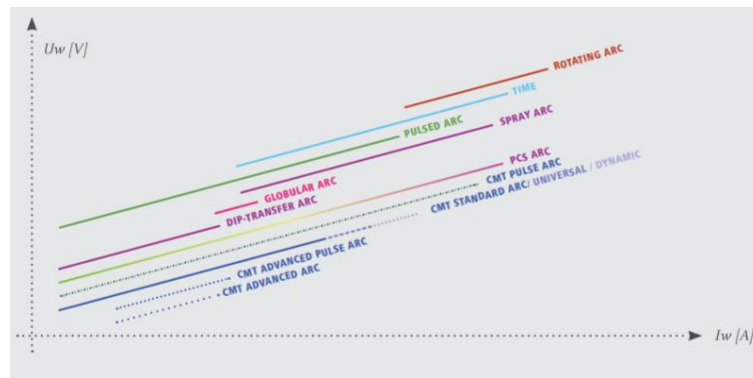 Uw [V]
ROTATING ARC
TIME
SPRAY ARC
PULSED ARC
PCS ARC
GLOBULAR ARC
CMT PULSE ARC
DIP-TRANSFER ARC
CMT STANDARD ARC/ UNIVERSAL / DYNAMIC
CMT ADVANCED PULSE ARC
CMT ADVANCED ARC
Iw [A]